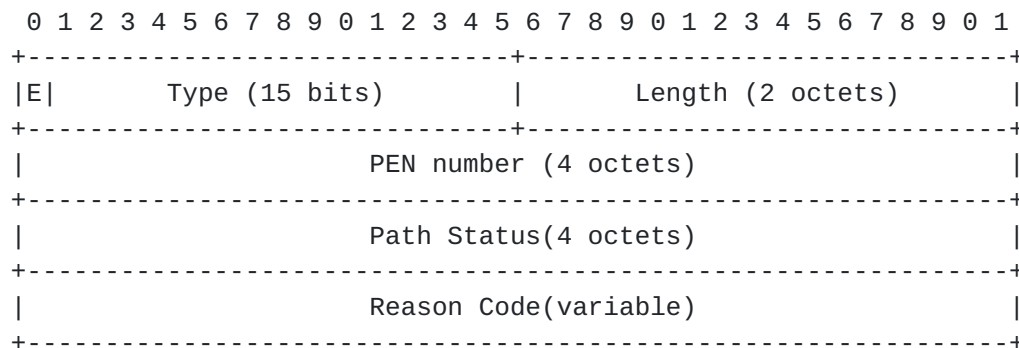 0 1 2 3 4 5 6 7 8 9 0 1 2 3 4 5 6 7 8 9 0 1 2 3 4 5 6 7 8 9 0 1
+-------------------------------+-------------------------------+
|E|       Type (15 bits)        |       Length (2 octets)       |
+-------------------------------+-------------------------------+
|                      PEN number (4 octets)                    |
+---------------------------------------------------------------+
|                      Path Status(4 octets)                    |
+---------------------------------------------------------------+
|                      Reason Code(variable)                    |
+---------------------------------------------------------------+